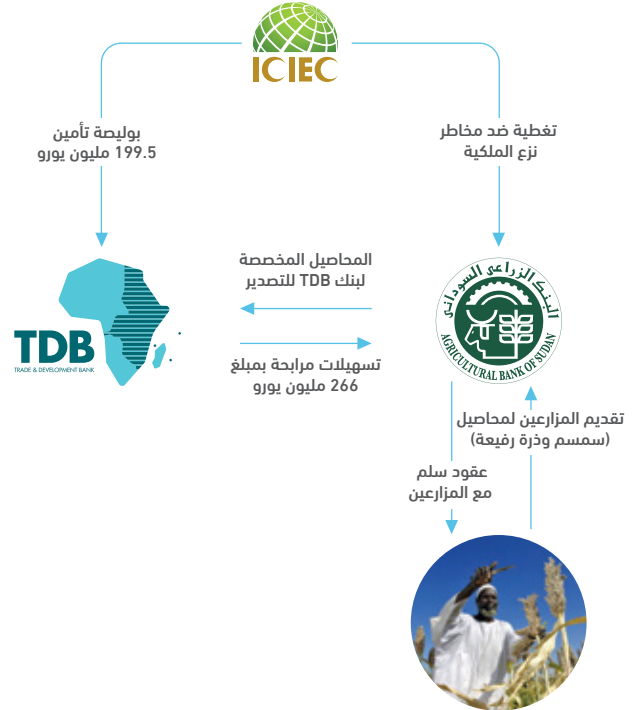 ICIEC
بوليصة تأمين
199.5 مليون يورو
تغطية ضد مخاطر
نزع الملكية
المحاصيل المخصصة
لبنك TDB للتصدير
البنك الزراعي السوداني
AGRICULTURAL BANK OF SUDAN
TDB
TRADE & DEVELOPMENT BANK
تسهيلات مرابحة بمبلغ
266 مليون يورو
تقديم المزارعين لمحاصيل
(سمسم وذرة رفيعة)
عقود سلم
مع المزارعين